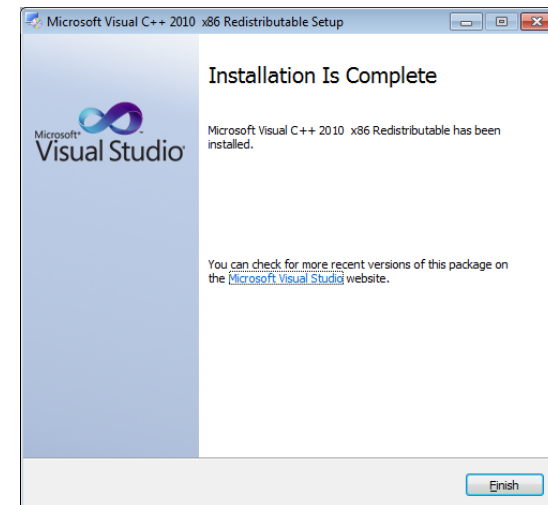 Microsoft Visual C++ 2010 x86 Redistributable Setup
Installation Is Complete
Microsoft Visual C++ 2010 x86 Redistributable has been
installed.
Microsoft®
Visual Studio®
You can check for more recent versions of this package on
the Microsoft Visual Studio website.
Finish